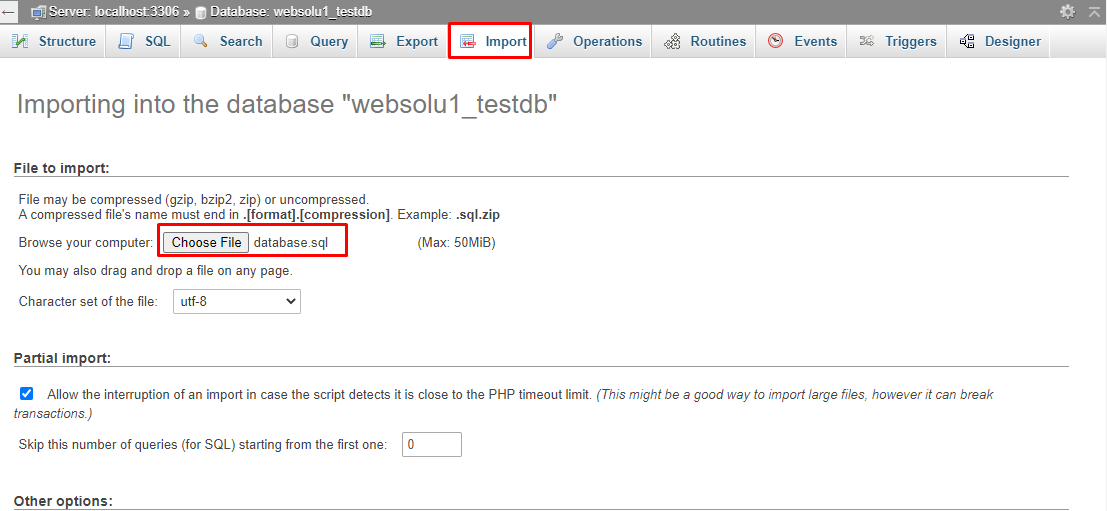 Server: localhost:3306 » Database: websolu1_testdb
Structure SQL Search Query Export Import Operations Routines Events Triggers Designer
Importing into the database "websolu1_testdb"
File to import:
File may be compressed (gzip, bzip2, zip) or uncompressed.
A compressed file's name must end in .[format].[compression]. Example: .sql.zip
Browse your computer: Choose File database.sql (Max: 50MiB)
You may also drag and drop a file on any page.
Character set of the file: utf-8
Partial import:
Allow the interruption of an import in case the script detects it is close to the PHP timeout limit. (This might be a good way to import large files, however it can break
transactions.)
Skip this number of queries (for SQL) starting from the first one: 0
Other options: